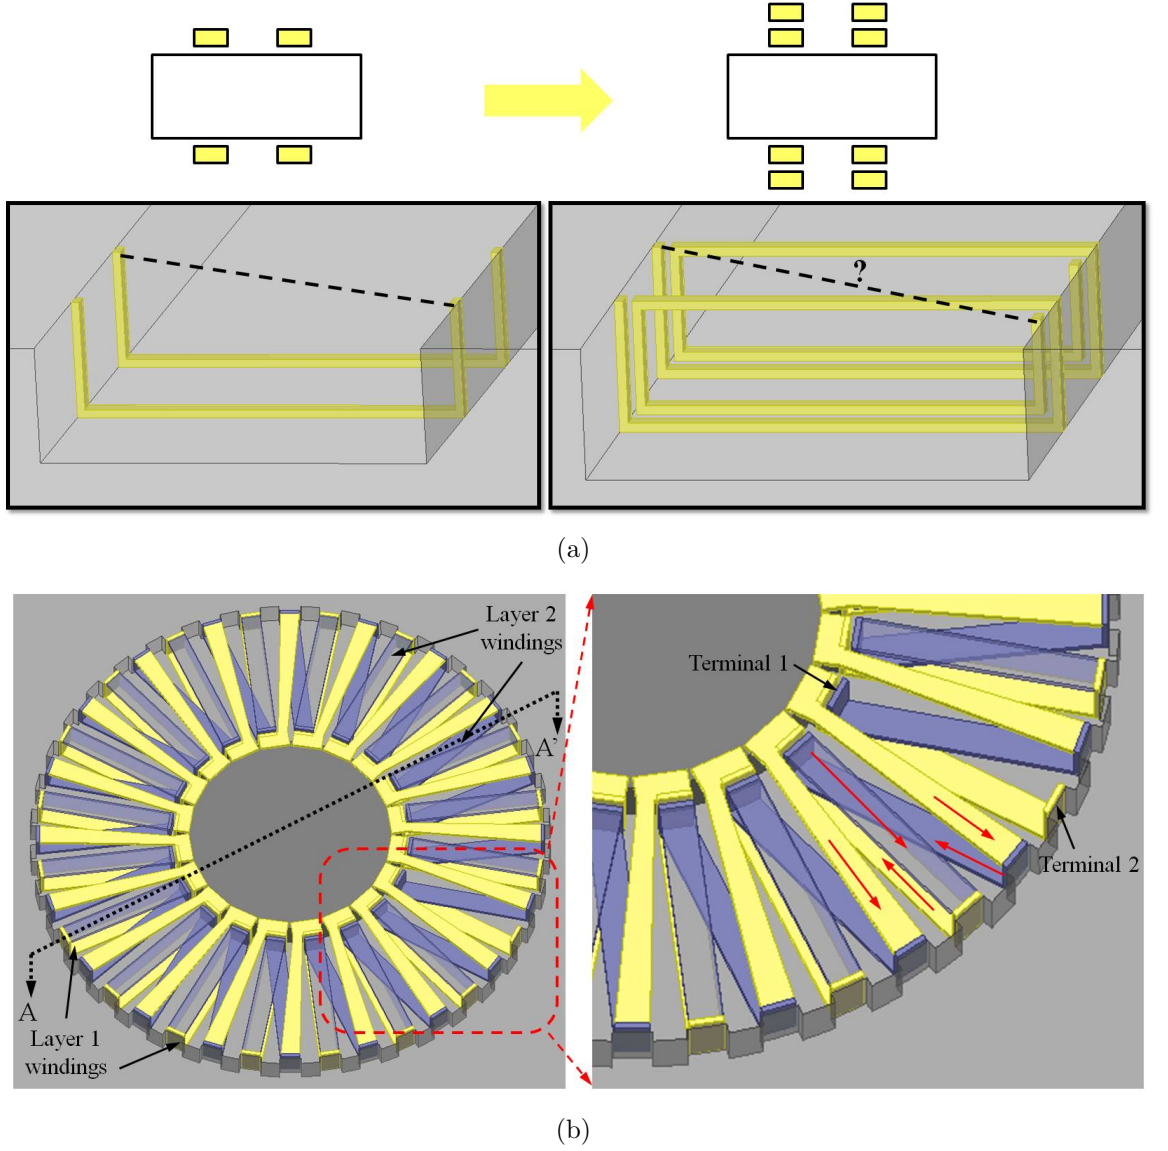 ?
(a)
Layer 2
windings
A'
A
Layer 1
windings
Terminal 1
Terminal 2
(b)